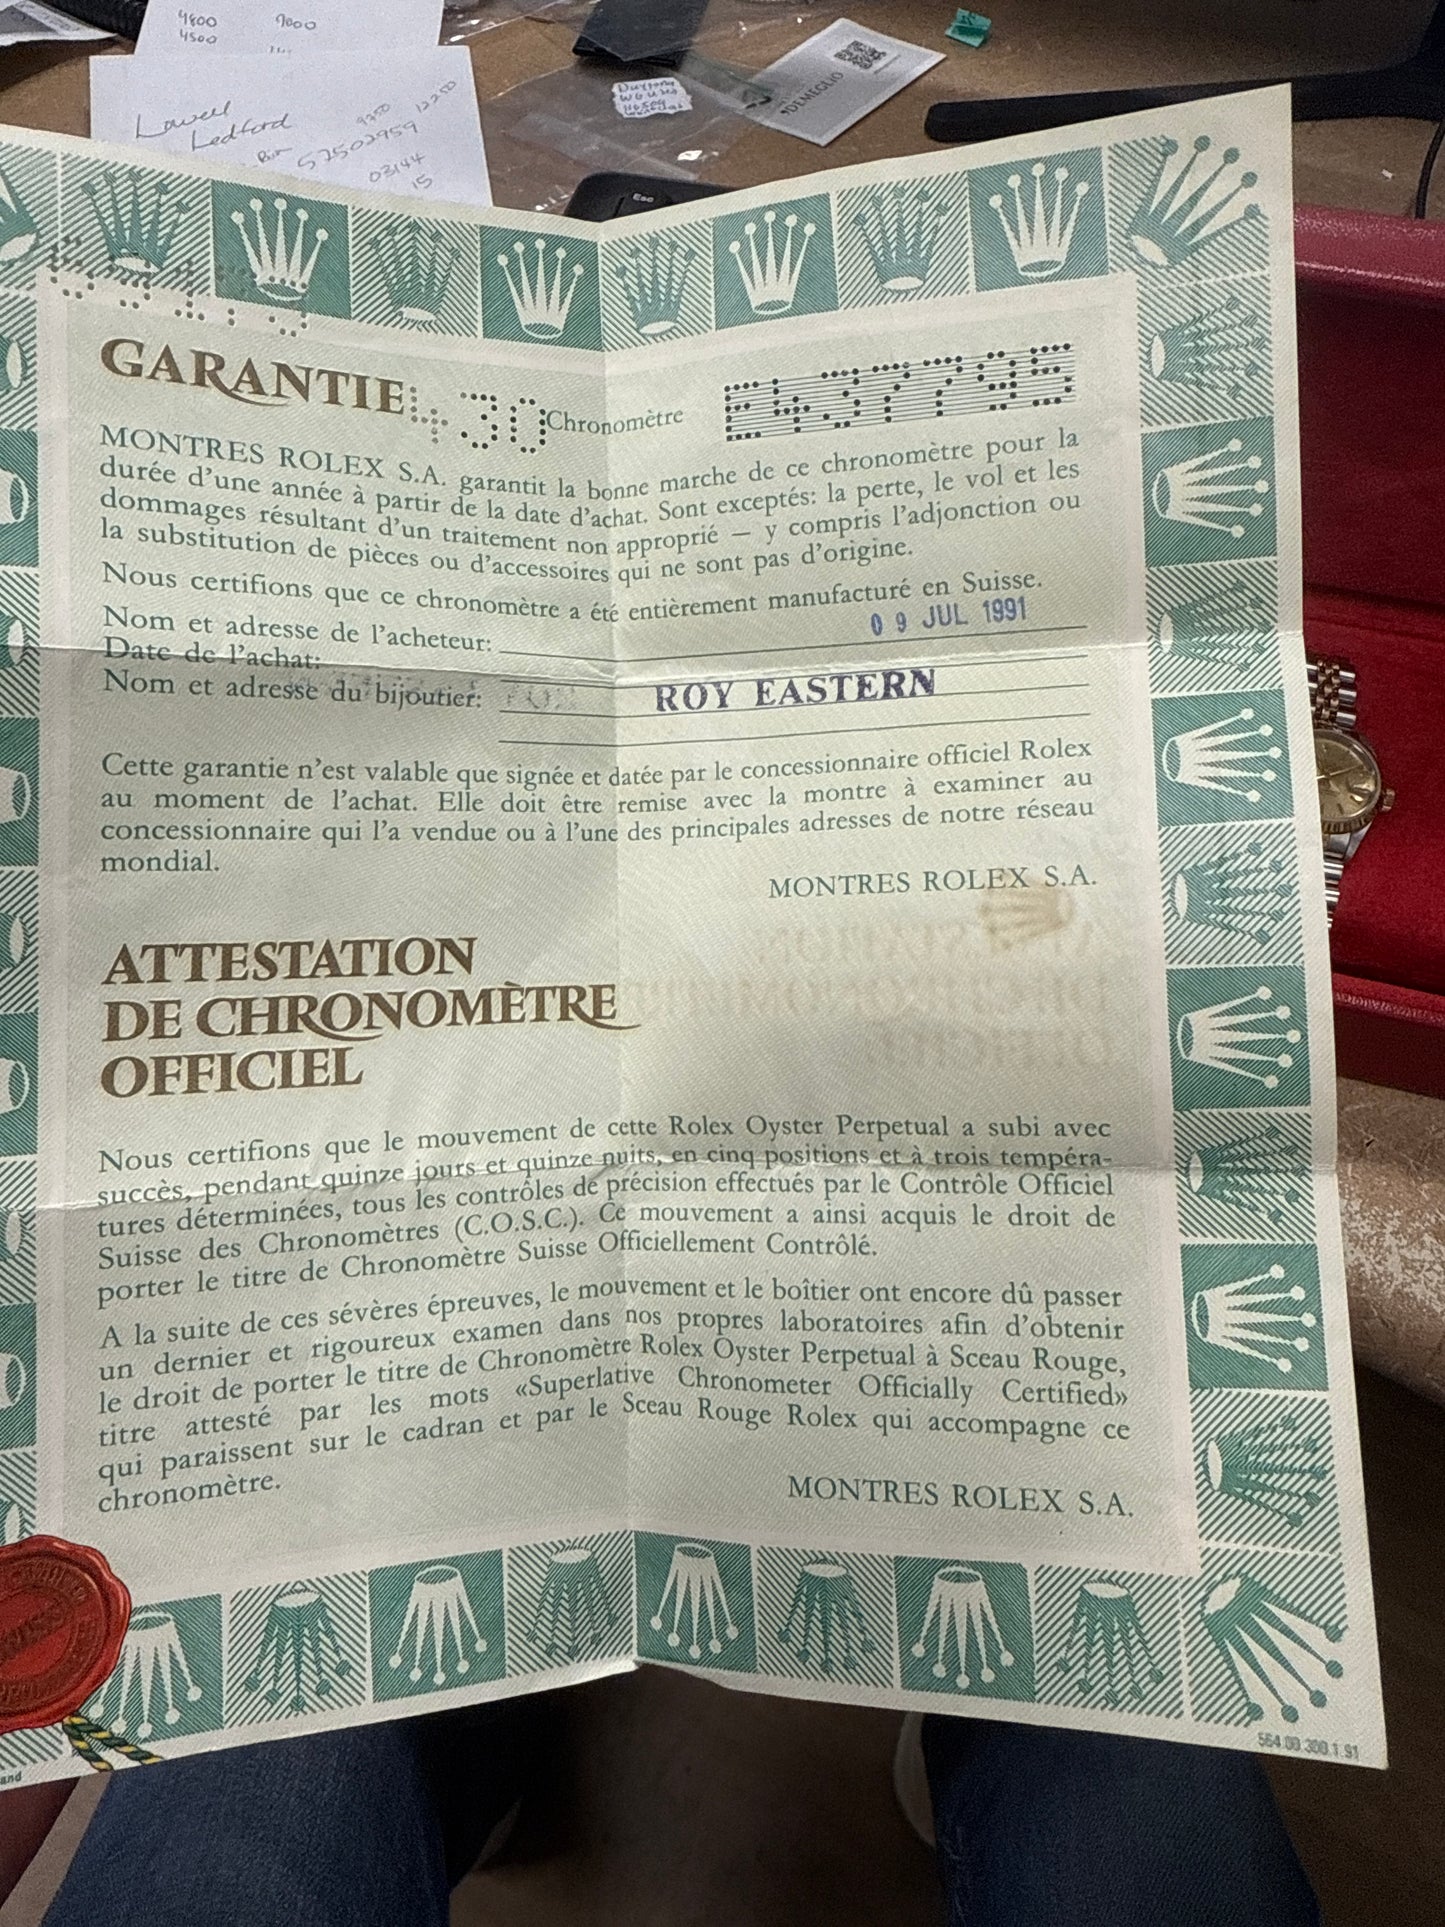 4800 9000
4500
Lowell
Ledford
9750 12250
52502959
03144
15
DEMEGLIO
Esc
GARANTIE
430
Chronomètre E437795
MONTRES ROLEX S.A. garantit la bonne marche de ce chronomètre pour la
durée d'une année à partir de la date d'achat. Sont exceptés: la perte, le vol et les
dommages résultant d'un traitement non approprié — y compris l'adjonction ou
la substitution de pièces ou d'accessoires qui ne sont pas d'origine.
Nous certifions que ce chronomètre a été entièrement manufacturé en Suisse.
09 JUL 1991
Nom et adresse de l'acheteur:
Date de l'achat:
Nom et adresse du bijoutier: ROY EASTERN
Cette garantie n'est valable que signée et datée par le concessionnaire officiel Rolex
au moment de l'achat. Elle doit être remise avec la montre à examiner au
concessionnaire qui l'a vendue ou à l'une des principales adresses de notre réseau
mondial.
MONTRES ROLEX S.A.
ATTESTATION
DE CHRONOMÈTRE
OFFICIEL
Nous certifions que le mouvement de cette Rolex Oyster Perpetual a subi avec
succès, pendant quinze jours et quinze nuits, en cinq positions et à trois tempéra-
tures déterminées, tous les contrôles de précision effectués par le Contrôle Officiel
Suisse des Chronomètres (C.O.S.C.). Ce mouvement a ainsi acquis le droit de
porter le titre de Chronomètre Suisse Officiellement Contrôlé.
A la suite de ces sévères épreuves, le mouvement et le boîtier ont encore dû passer
un dernier et rigoureux examen dans nos propres laboratoires afin d'obtenir
le droit de porter le titre de Chronomètre Rolex Oyster Perpetual à Sceau Rouge,
titre attesté par les mots «Superlative Chronometer Officially Certified»
qui paraissent sur le cadran et par le Sceau Rouge Rolex qui accompagne ce
chronomètre.
MONTRES ROLEX S.A.
564.00.300.1.91
and